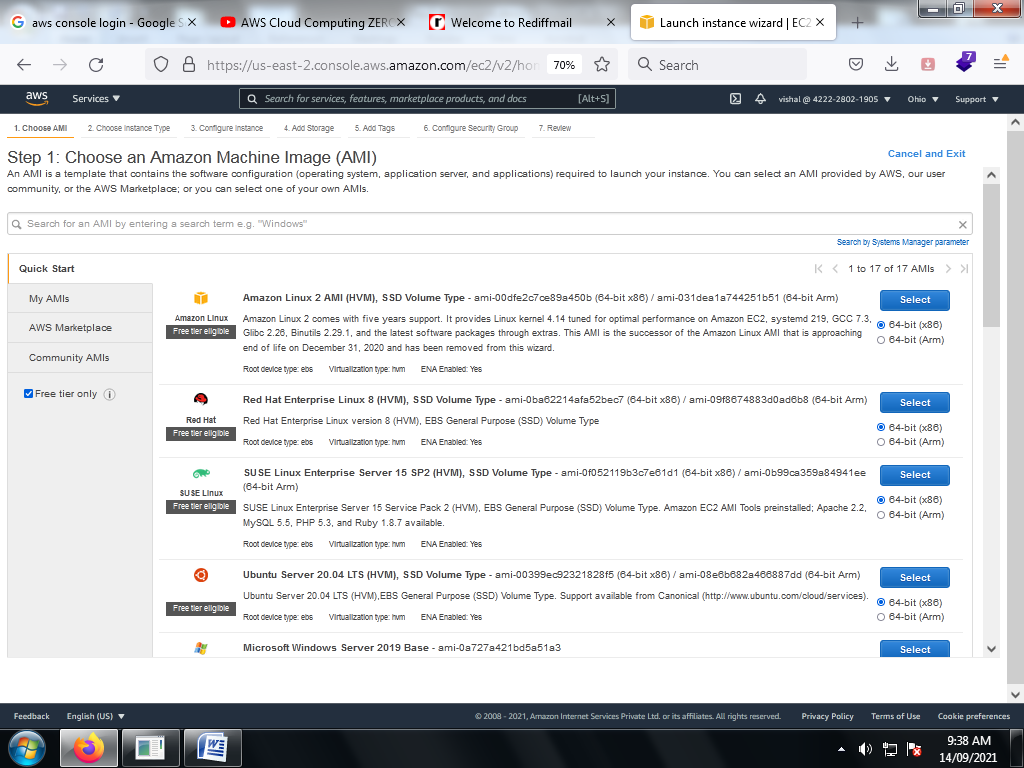 aws console login - Google S
AWS Cloud Computing ZERO
Welcome to Rediffmail
Launch instance wizard | EC2
https://us-east-2.console.aws.amazon.com/ec2/v2/hom
70%
Search
7
aws
Services
Search for services, features, marketplace products, and docs
[Alt+S]
vishal @ 4222-2802-1905
Ohio
Support
1. Choose AMI
2. Choose Instance Type
3. Configure Instance
4. Add Storage
5. Add Tags
6. Configure Security Group
7. Review
Step 1: Choose an Amazon Machine Image (AMI)
Cancel and Exit
An AMI is a template that contains the software configuration (operating system, application server, and applications) required to launch your instance. You can select an AMI provided by AWS, our user
community, or the AWS Marketplace; or you can select one of your own AMIs.
Search for an AMI by entering a search term e.g. "Windows"
Search by Systems Manager parameter
Quick Start
1 to 17 of 17 AMIs
My AMIs
AWS Marketplace
Community AMIs
Free tier only
Amazon Linux
Free tier eligible
Amazon Linux 2 AMI (HVM), SSD Volume Type - ami-00dfe2c7ce89a450b (64-bit x86) / ami-031dea1a744251b51 (64-bit Arm)
Amazon Linux 2 comes with five years support. It provides Linux kernel 4.14 tuned for optimal performance on Amazon EC2, systemd 219, GCC 7.3,
Glibc 2.26, Binutils 2.29.1, and the latest software packages through extras. This AMI is the successor of the Amazon Linux AMI that is approaching
end of life on December 31, 2020 and has been removed from this wizard.
Root device type: ebs Virtualization type: hvm ENA Enabled: Yes
Select
64-bit (x86)
64-bit (Arm)
Red Hat
Free tier eligible
Red Hat Enterprise Linux 8 (HVM), SSD Volume Type - ami-0ba62214afa52bec7 (64-bit x86) / ami-09f8674883d0ad6b8 (64-bit Arm)
Red Hat Enterprise Linux version 8 (HVM), EBS General Purpose (SSD) Volume Type
Root device type: ebs Virtualization type: hvm ENA Enabled: Yes
Select
64-bit (x86)
64-bit (Arm)
SUSE Linux
Free tier eligible
SUSE Linux Enterprise Server 15 SP2 (HVM), SSD Volume Type - ami-0f052119b3c7e61d1 (64-bit x86) / ami-0b99ca359a84941ee
(64-bit Arm)
SUSE Linux Enterprise Server 15 Service Pack 2 (HVM), EBS General Purpose (SSD) Volume Type. Amazon EC2 AMI Tools preinstalled; Apache 2.2,
MySQL 5.5, PHP 5.3, and Ruby 1.8.7 available.
Root device type: ebs Virtualization type: hvm ENA Enabled: Yes
Select
64-bit (x86)
64-bit (Arm)
Free tier eligible
Ubuntu Server 20.04 LTS (HVM), SSD Volume Type - ami-00399ec92321828f5 (64-bit x86) / ami-08e6b682a466887dd (64-bit Arm)
Ubuntu Server 20.04 LTS (HVM),EBS General Purpose (SSD) Volume Type. Support available from Canonical (http://www.ubuntu.com/cloud/services).
Root device type: ebs Virtualization type: hvm ENA Enabled: Yes
Select
64-bit (x86)
64-bit (Arm)
Microsoft Windows Server 2019 Base - ami-0a727a421bd5a51a3
Select
Feedback
English (US)
© 2008 - 2021, Amazon Internet Services Private Ltd. or its affiliates. All rights reserved.
Privacy Policy
Terms of Use
Cookie preferences
9:38 AM
14/09/2021